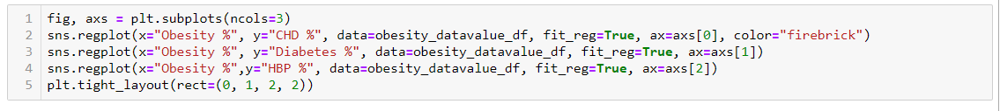 1 fig, axs = plt.subplots(ncols=3)
2 sns.regplot(x="Obesity %", y="CHD %", data=obesity_datavalue_df, fit_reg=True, ax=axs[0], color="firebrick")
3 sns.regplot(x="Obesity %", y="Diabetes %", data=obesity_datavalue_df, fit_reg=True, ax=axs[1])
4 sns.regplot(x="Obesity %",y="HBP %", data=obesity_datavalue_df, fit_reg=True, ax=axs[2])
5 plt.tight_layout(rect=(0, 1, 2, 2))